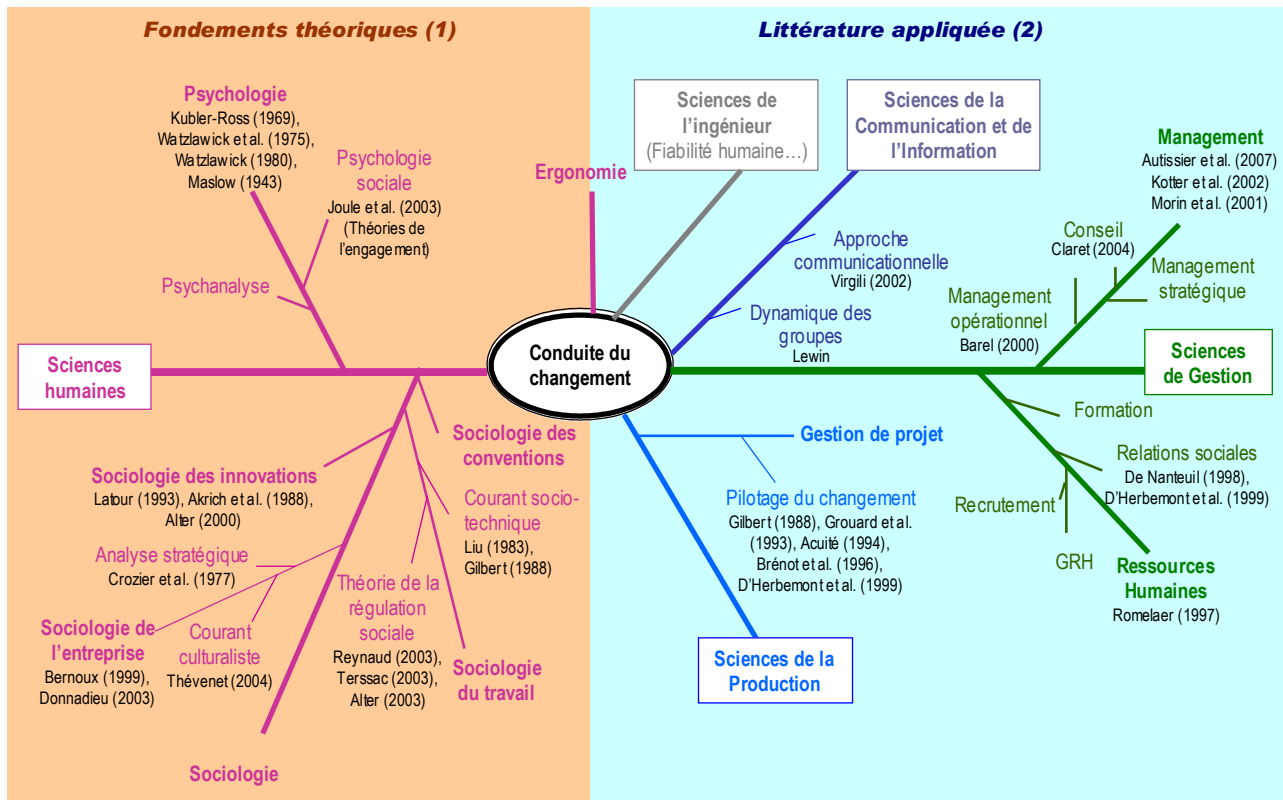 Fondements théoriques (1)
Littérature appliquée (2)
Psychologie
Kubler-Ross (1969),
Watzlawick et al. (1975),
Watzlawick (1980),
Maslow (1943)
Psychologie
sociale
Joule et al. (2003)
(Théories de
l'engagement)
Psychanalyse
Ergonomie
Sciences de
l'ingénieur
(Fiabilité humaine…)
Sciences de la
Communication et de
l'Information
Approche
communicationnelle
Virgili (2002)
Dynamique des
groupes
Lewin
Management
Autissier et al. (2007)
Kotter et al. (2002)
Morin et al. (2001)
Conseil
Claret (2004)
Management
stratégique
Management
opérationnel
Barel (2000)
Sciences
humaines
Conduite du
changement
Sciences
de Gestion
Sociologie des
conventions
Sociologie des innovations
Latour (1993), Akrich et al. (1988),
Alter (2000)
Courant socio-
technique
Liu (1983),
Gilbert (1988)
Analyse stratégique
Crozier et al. (1977)
Théorie de la
régulation
sociale
Reynaud (2003),
Terssac (2003),
Alter (2003)
Sociologie de
l'entreprise
Bernoux (1999),
Donnadieu (2003)
Courant
culturaliste
Thévenet (2004)
Sociologie
du travail
Sociologie
Gestion de projet
Pilotage du changement
Gilbert (1988), Grouard et al.
(1993), Acuité (1994),
Brénot et al. (1996),
D'Herbemont et al. (1999)
Sciences de la
Production
Formation
Relations sociales
De Nanteuil (1998),
D'Herbemont et al. (1999)
Recrutement
GRH
Ressources
Humaines
Romelaer (1997)